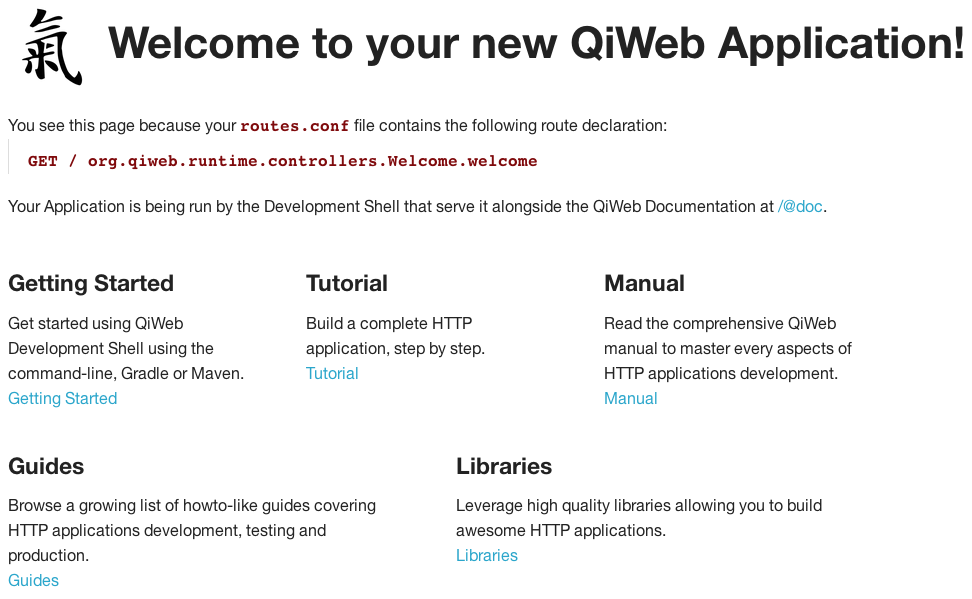 氣
Welcome to your new QiWeb Application!
You see this page because your routes.conf file contains the following route declaration:
GET / org.qiweb.runtime.controllers.Welcome.welcome
Your Application is being run by the Development Shell that serve it alongside the QiWeb Documentation at /@doc.
Getting Started
Get started using QiWeb
Development Shell using the
command-line, Gradle or Maven.
Getting Started
Tutorial
Build a complete HTTP
application, step by step.
Tutorial
Manual
Read the comprehensive QiWeb
manual to master every aspects of
HTTP applications development.
Manual
Guides
Browse a growing list of howto-like guides covering
HTTP applications development, testing and
production.
Guides
Libraries
Leverage high quality libraries allowing you to build
awesome HTTP applications.
Libraries